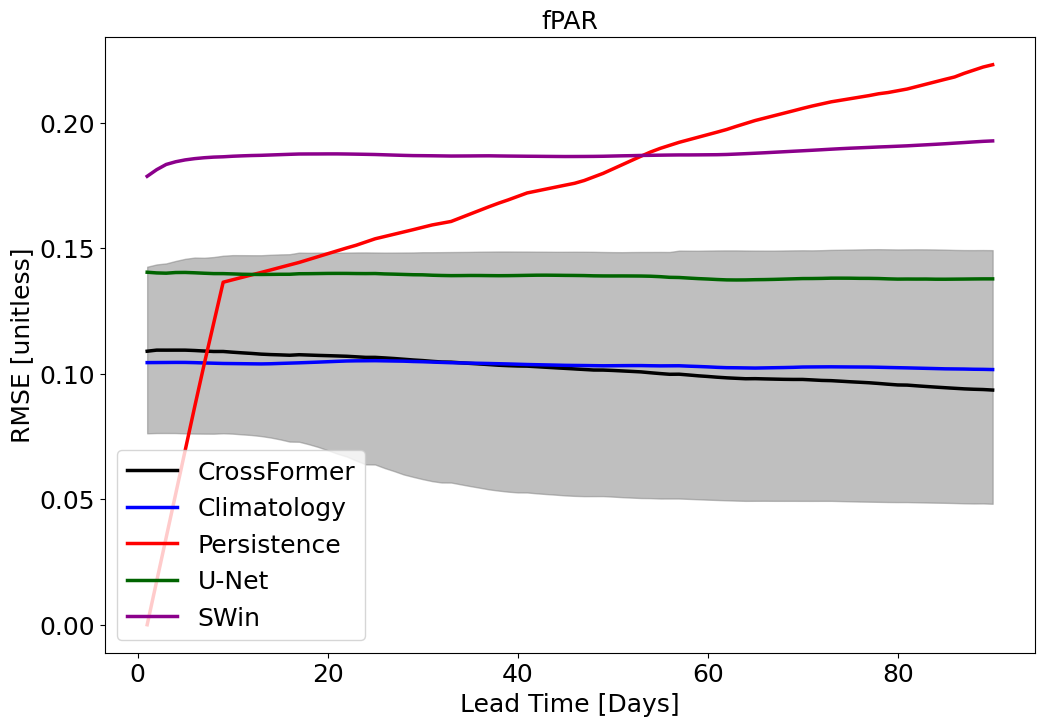 fPAR
RMSE [unitless]
0.20
0.15
0.10
0.05
0.00
CrossFormer
Climatology
Persistence
U-Net
SWin
0 20 40 60 80
Lead Time [Days]